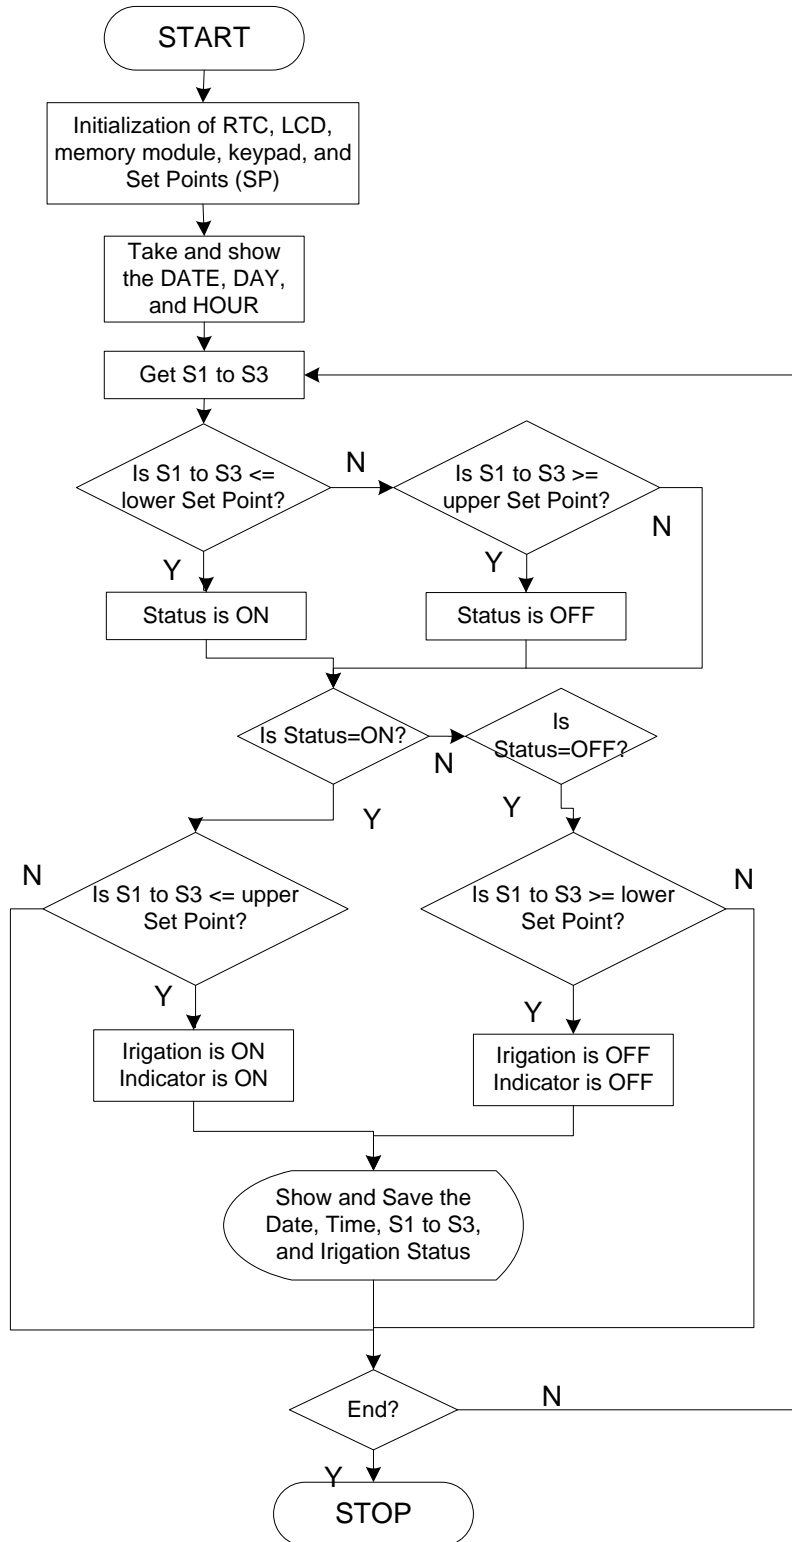 START
Initialization of RTC, LCD,
memory module, keypad, and
Set Points (SP)
Take and show
the DATE, DAY,
and HOUR
Get S1 to S3
Is S1 to S3 <=
lower Set Point?
N
Is S1 to S3 >=
upper Set Point?
N
Y
Y
Status is ON
Status is OFF
Is Status=ON?
N
Is
Status=OFF?
Y
Y
N
Is S1 to S3 <= upper
Set Point?
Is S1 to S3 >= lower
Set Point?
N
Y
Y
Irigation is ON
Indicator is ON
Irigation is OFF
Indicator is OFF
Show and Save the
Date, Time, S1 to S3,
and Irigation Status
End?
N
Y
STOP